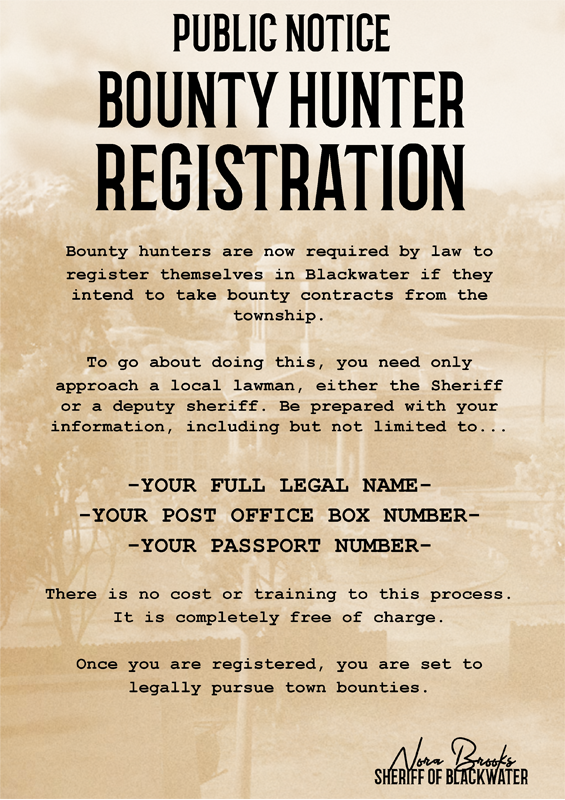 PUBLIC NOTICE
BOUNTY HUNTER
REGISTRATION
Bounty hunters are now required by law to
register themselves in Blackwater if they
intend to take bounty contracts from the
township.
To go about doing this, you need only
approach a local lawman, either the Sheriff
or a deputy sheriff. Be prepared with your
information, including but not limited to...
-YOUR FULL LEGAL NAME-
-YOUR POST OFFICE BOX NUMBER-
-YOUR PASSPORT NUMBER-
There is no cost or training to this process.
It is completely free of charge.
Once you are registered, you are set to
legally pursue town bounties.
Nora Brooks
SHERIFF OF BLACKWATER